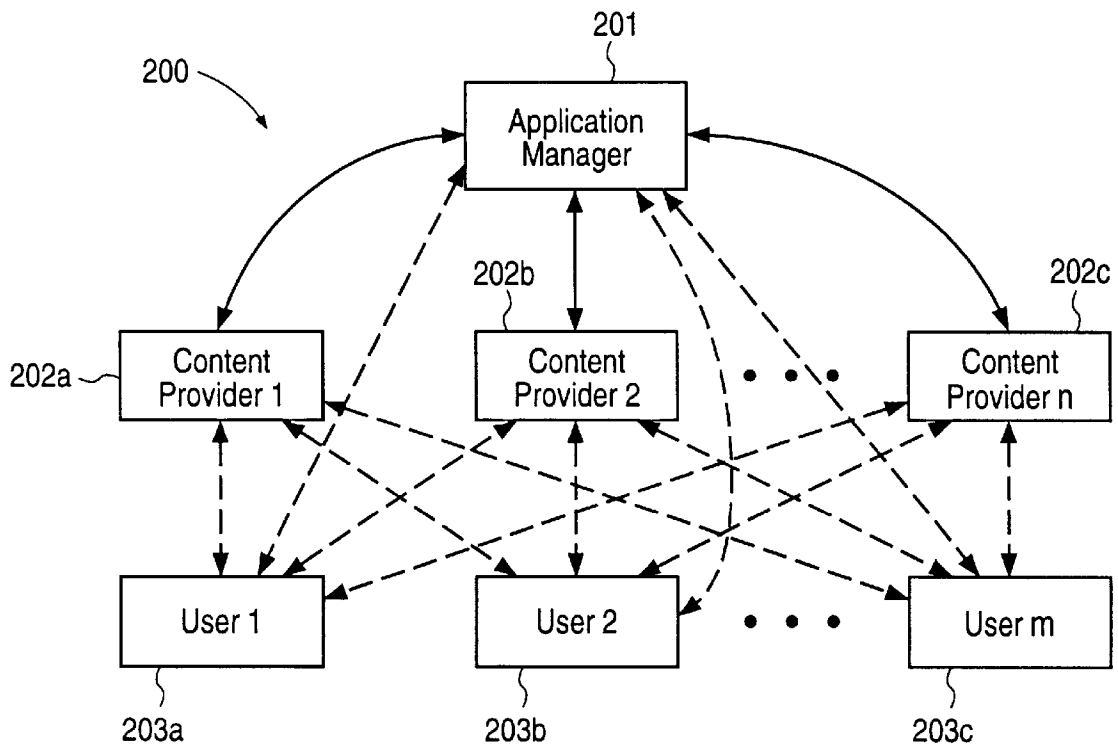 201
200
Application
Manager
202b
202c
202a
Content
Provider 1
Content
Provider 2
Content
Provider n
User 1
User 2
User m
203a
203b
203c